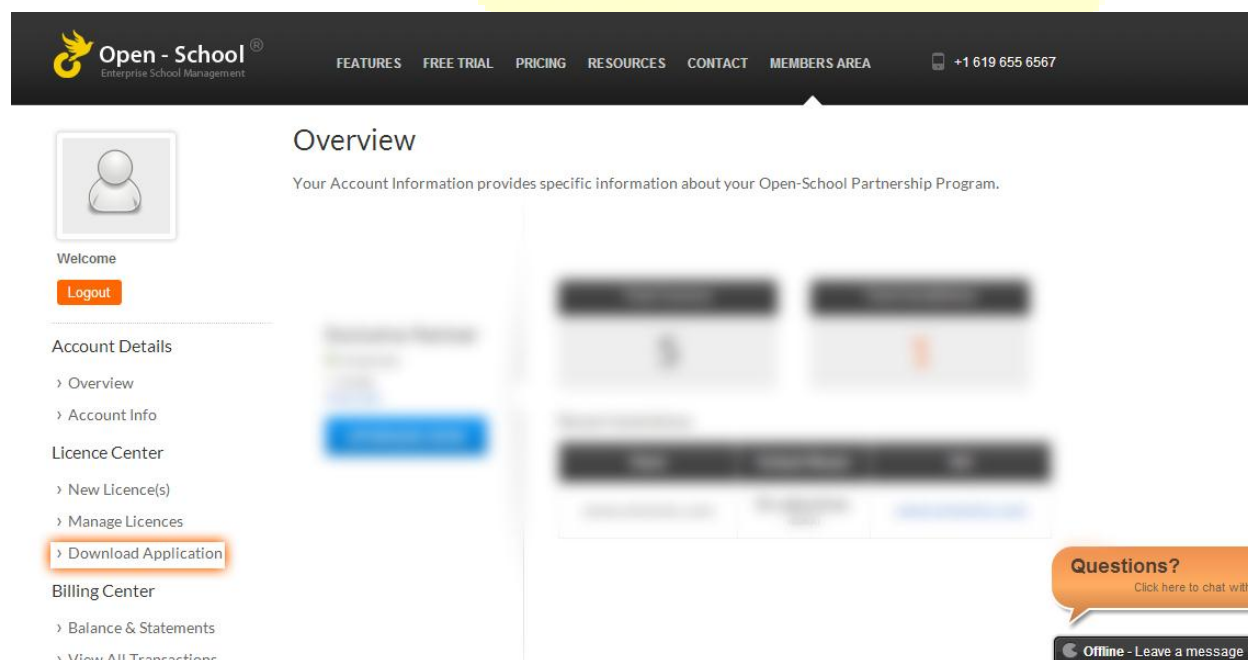 Open - School ®
Enterprise School Management
FEATURES FREE TRIAL PRICING RESOURCES CONTACT MEMBERS AREA +1 619 655 6567
Overview
Your Account Information provides specific information about your Open-School Partnership Program.
Welcome
Logout
Account Details
› Overview
› Account Info
Licence Center
› New Licence(s)
› Manage Licences
› Download Application
Billing Center
› Balance & Statements
› View All Transactions
Questions?
Click here to chat with
Offline - Leave a message